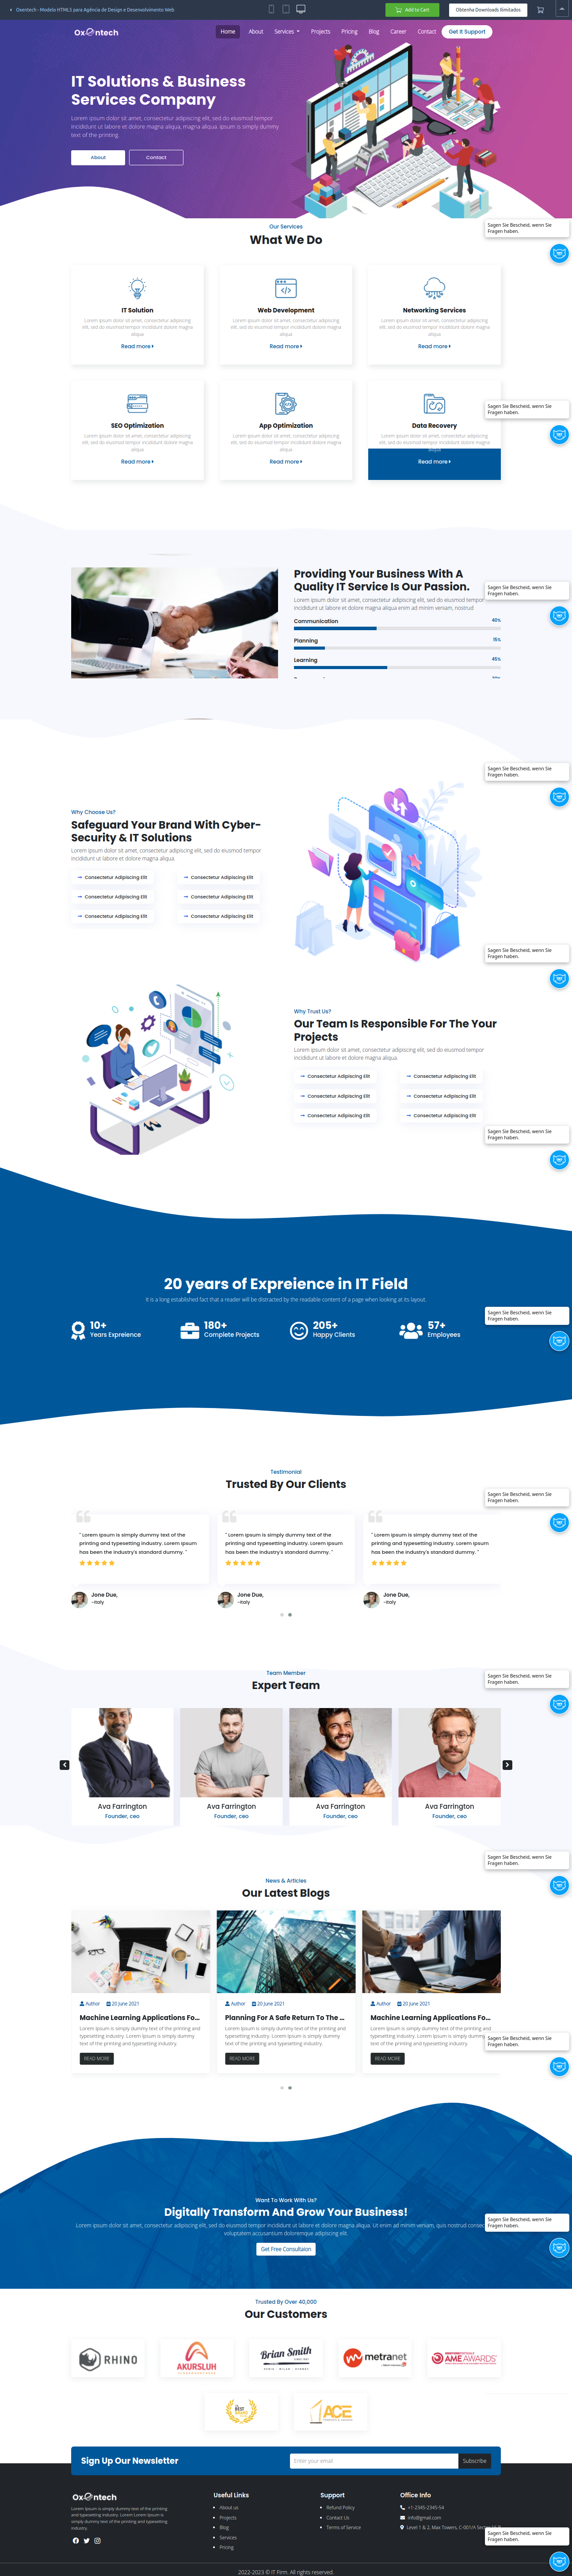 Oxentech - Modelo HTML5 para Agência de Design e Desenvolvimento Web
Add to Cart
Obtenha Downloads Ilimitados
Oxentech
Home
About
Services
Projects
Pricing
Blog
Career
Contact
Get It Support
IT Solutions & Business
Services Company
Lorem ipsum dolor sit amet, consectetur adipiscing elit, sed do eiusmod tempor
incididunt ut labore et dolore magna aliqua, magna aliqua. ipsum is simply dummy
text of the printing.
About
Contact
Sagen Sie Bescheid, wenn Sie
Fragen haben.
Our Services
What We Do
IT Solution
Lorem ipsum dolor sit amet, consectetur adipiscing
elit, sed do eiusmod tempor incididunt dolore magna
aliqua
Read more
Web Development
Lorem ipsum dolor sit amet, consectetur adipiscing
elit, sed do eiusmod tempor incididunt dolore magna
aliqua
Read more
Networking Services
Lorem ipsum dolor sit amet, consectetur adipiscing
elit, sed do eiusmod tempor incididunt dolore magna
aliqua
Read more
SEO Optimization
Lorem ipsum dolor sit amet, consectetur adipiscing
elit, sed do eiusmod tempor incididunt dolore magna
aliqua
Read more
App Optimization
Lorem ipsum dolor sit amet, consectetur adipiscing
elit, sed do eiusmod tempor incididunt dolore magna
aliqua
Read more
Data Recovery
Lorem ipsum dolor sit amet, consectetur adipiscing
elit, sed do eiusmod tempor incididunt dolore magna
aliqua
Read more
Sagen Sie Bescheid, wenn Sie
Fragen haben.
Providing Your Business With A
Quality IT Service Is Our Passion.
Lorem ipsum dolor sit amet, consectetur adipiscing elit, sed do eiusmod tempor
incididunt ut labore et dolore magna aliqua enim ad minim veniam, nostrud
Communication 40%
Planning 15%
Learning 45%
Sagen Sie Bescheid, wenn Sie
Fragen haben.
Sagen Sie Bescheid, wenn Sie
Fragen haben.
Why Choose Us?
Safeguard Your Brand With Cyber-
Security & IT Solutions
Lorem ipsum dolor sit amet, consectetur adipiscing elit, sed do eiusmod tempor
incididunt ut labore et dolore magna aliqua.
Consectetur Adipiscing Elit
Consectetur Adipiscing Elit
Consectetur Adipiscing Elit
Consectetur Adipiscing Elit
Consectetur Adipiscing Elit
Consectetur Adipiscing Elit
Sagen Sie Bescheid, wenn Sie
Fragen haben.
Why Trust Us?
Our Team Is Responsible For The Your
Projects
Lorem ipsum dolor sit amet, consectetur adipiscing elit, sed do eiusmod tempor
incididunt ut labore et dolore magna aliqua.
Consectetur Adipiscing Elit
Consectetur Adipiscing Elit
Consectetur Adipiscing Elit
Consectetur Adipiscing Elit
Consectetur Adipiscing Elit
Consectetur Adipiscing Elit
Sagen Sie Bescheid, wenn Sie
Fragen haben.
20 years of Expreience in IT Field
It is a long established fact that a reader will be distracted by the readable content of a page when looking at its layout.
10+
Years Expreience
180+
Complete Projects
205+
Happy Clients
57+
Employees
Sagen Sie Bescheid, wenn Sie
Fragen haben.
Testimonial
Trusted By Our Clients
Sagen Sie Bescheid, wenn Sie
Fragen haben.
" Lorem Ipsum is simply dummy text of the
printing and typesetting industry. Lorem Ipsum
has been the industry's standard dummy. "
Jone Due,
-Italy
" Lorem Ipsum is simply dummy text of the
printing and typesetting industry. Lorem Ipsum
has been the industry's standard dummy. "
Jone Due,
-Italy
" Lorem Ipsum is simply dummy text of the
printing and typesetting industry. Lorem Ipsum
has been the industry's standard dummy. "
Jone Due,
-Italy
Team Member
Expert Team
Sagen Sie Bescheid, wenn Sie
Fragen haben.
Ava Farrington
Founder, ceo
Ava Farrington
Founder, ceo
Ava Farrington
Founder, ceo
Ava Farrington
Founder, ceo
Sagen Sie Bescheid, wenn Sie
Fragen haben.
News & Articles
Our Latest Blogs
Author 20 June 2021
Machine Learning Applications Fo...
Lorem Ipsum is simply dummy text of the printing and
typesetting industry. Lorem Ipsum is simply dummy
text of the printing and typesetting industry.
READ MORE
Author 20 June 2021
Planning For A Safe Return To The ...
Lorem Ipsum is simply dummy text of the printing and
typesetting industry. Lorem Ipsum is simply dummy
text of the printing and typesetting industry.
READ MORE
Author 20 June 2021
Machine Learning Applications Fo...
Lorem Ipsum is simply dummy text of the printing and
typesetting industry. Lorem Ipsum is simply dummy
text of the printing and typesetting industry.
READ MORE
Sagen Sie Bescheid, wenn Sie
Fragen haben.
Want To Work With Us?
Digitally Transform And Grow Your Business!
Lorem ipsum dolor sit amet, consectetur adipiscing elit, sed do eiusmod tempor incididunt ut labore et dolore magna aliqua. Ut enim ad minim veniam, quis nostrud
voluptatem accusantium doloremque adipiscing elit.
Get Free Consultaion
Sagen Sie Bescheid, wenn Sie
Fragen haben.
Trusted By Over 40,000
Our Customers
RHINO
AKURSLUH
Brian Smith
PARIS · MILAN · SYDNEY
metranet
AME AWARDS
BEST
ACE
Sign Up Our Newsletter
Enter your email
Subscribe
Oxentech
Lorem Ipsum is simply dummy text of the printing
and typesetting industry. Lorem Lorem Ipsum is
simply dummy text of the printing and typesetting
industry.
Useful Links
About us
Projects
Blog
Services
Pricing
Support
Refund Policy
Contact Us
Terms of Service
Office Info
+1-2345-2345-54
info@gmail.com
Level 1 & 2, Max Towers, C-001/A
Sagen Sie Bescheid, wenn Sie
Fragen haben.
2022-2023 © IT Firm. All rights reserved.